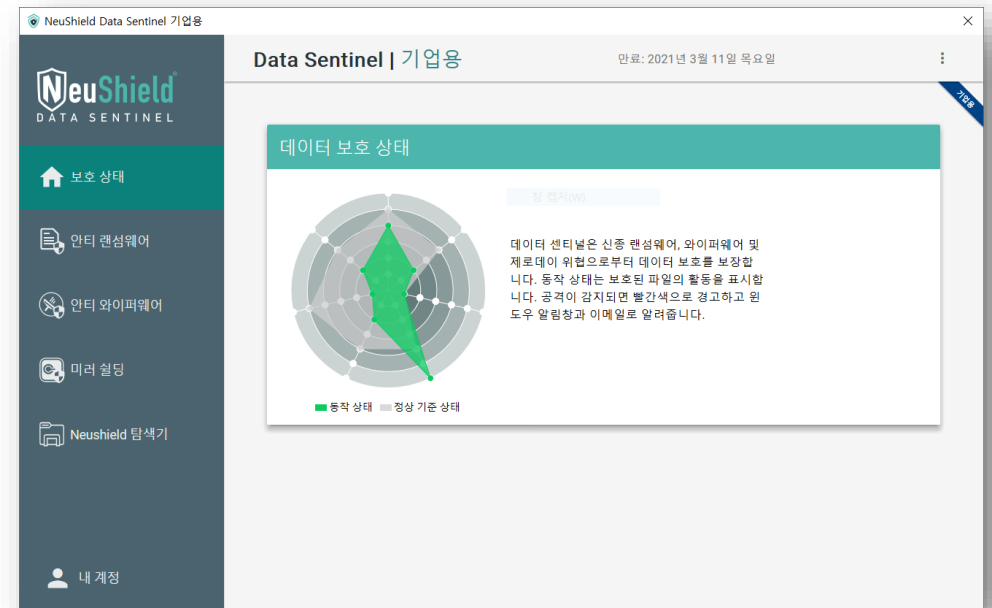 NeuShield Data Sentinel 기업용
NeuShield
DATA SENTINEL
보호 상태
안티 랜섬웨어
안티 와이퍼웨어
미러 쉴딩
Neushield 탐색기
내 계정
Data Sentinel | 기업용
만료: 2021년 3월 11일 목요일
기업용
데이터 보호 상태
창 캡처(W)
데이터 센티널은 신종 랜섬웨어, 와이퍼웨어 및
제로데이 위협으로부터 데이터 보호를 보장합
니다. 동작 상태는 보호된 파일의 활동을 표시합
니다. 공격이 감지되면 빨간색으로 경고하고 윈
도우 알림창과 이메일로 알려줍니다.
동작 상태 정상 기준 상태